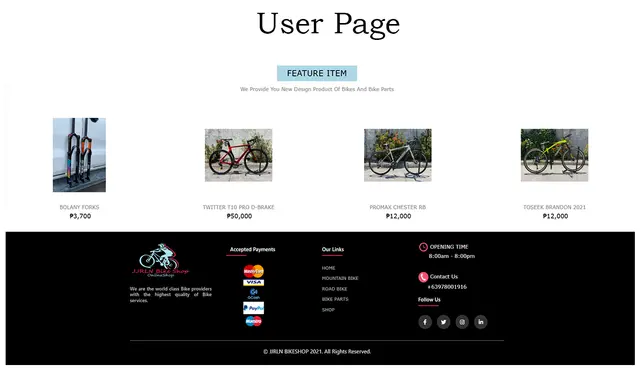 User Page
FEATURE ITEM
We Provide You New Design Product Of Bikes And Bike Parts
BOLANY FORKS
₱3,700
TWITTER T10 PRO D-BRAKE
₱50,000
PROMAX CHESTER RB
₱12,000
TOSEEK BRANDON 2021
₱12,000
JJRLN Bike Shop
OnlineShop
We are the world class Bike providers
with the highest quality of Bike
services.
Accepted Payments
MasterCard
VISA
GCash
PayPal
Maestro
Our Links
HOME
MOUNTAIN BIKE
ROAD BIKE
BIKE PARTS
SHOP
OPENING TIME
8:00am - 8:00pm
Contact Us
+63978001916
Follow Us
© JJRLN BIKESHOP 2021. All Rights Reserved.